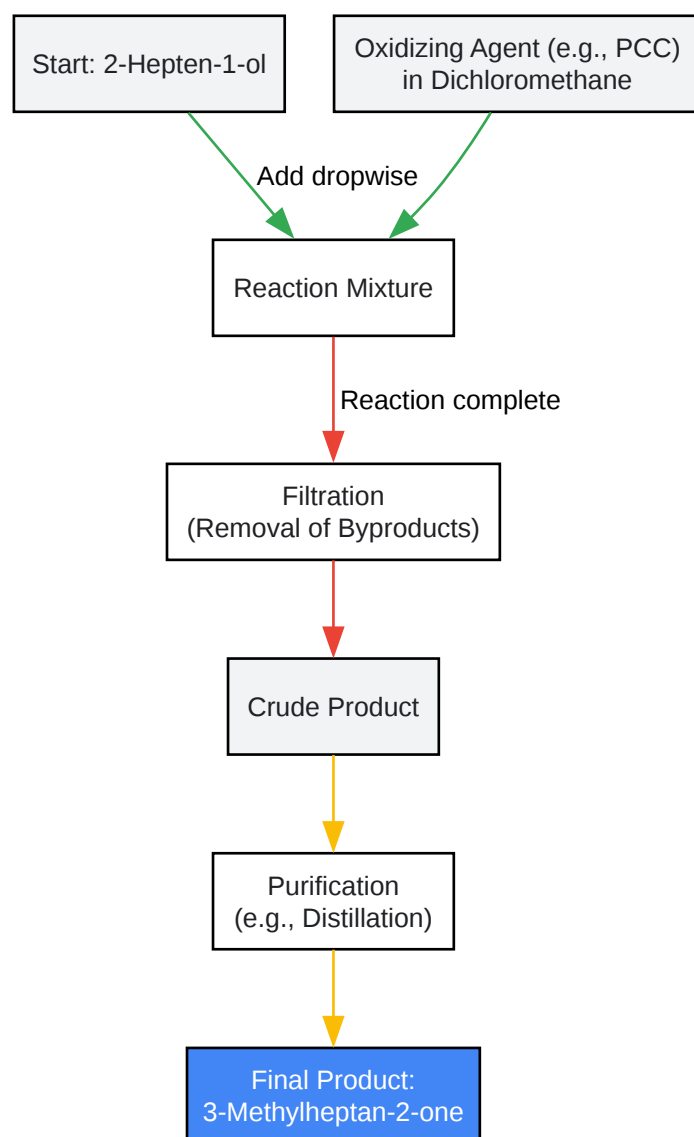 Start: 2-Hepten-1-ol
Oxidizing Agent (e.g., PCC)
in Dichloromethane
Add dropwise
Reaction Mixture
Reaction complete
Filtration
(Removal of Byproducts)
Crude Product
Purification
(e.g., Distillation)
Final Product:
3-Methylheptan-2-one